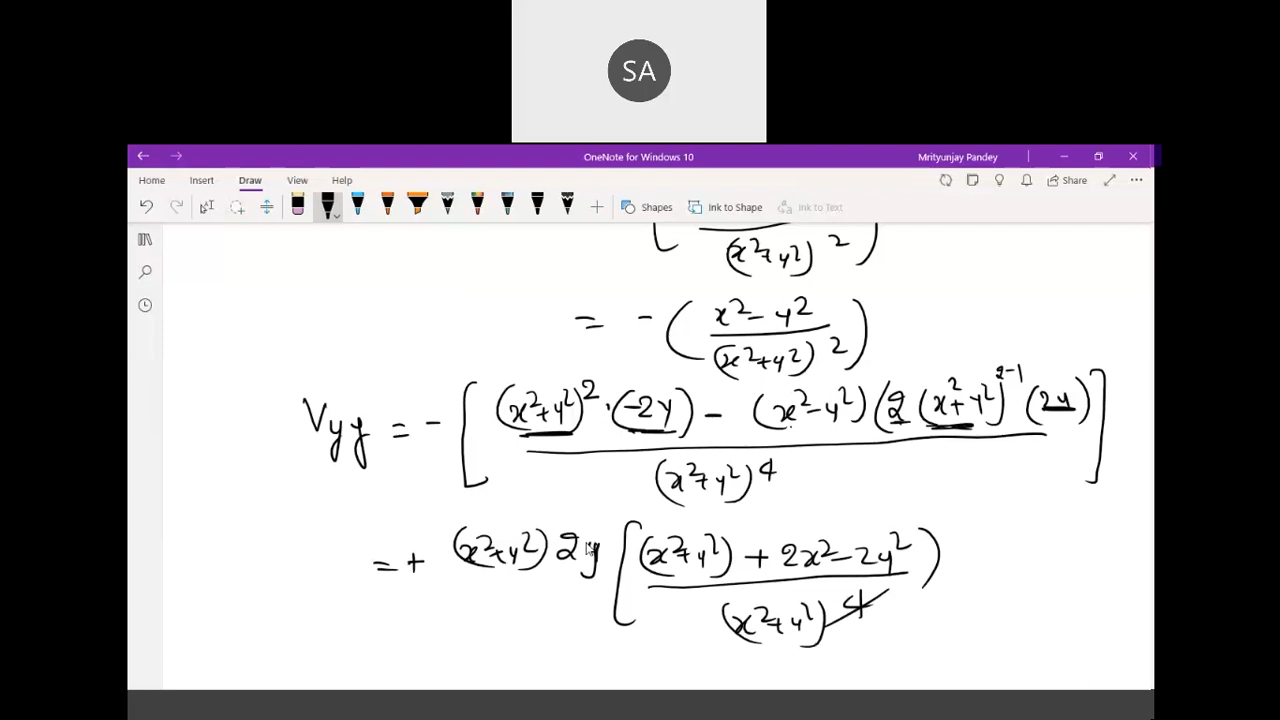 SA
OneNote for Windows 10
Mrityunjay Pandey
Home Insert Draw View Help
Share
Shapes Ink to Shape Ink to Text
(x²+y²)²
= - ( x²-y² / (x²+y²)² )
Vyy = - [ (x²+y²)² · (-2y) - (x²-y²) (2 (x²+y²)²⁻¹ (2y) / (x²+y²)⁴ ]
= + (x²+y²) 2y [ (x²+y²) + 2x²-2y² / (x²+y²)⁴ )